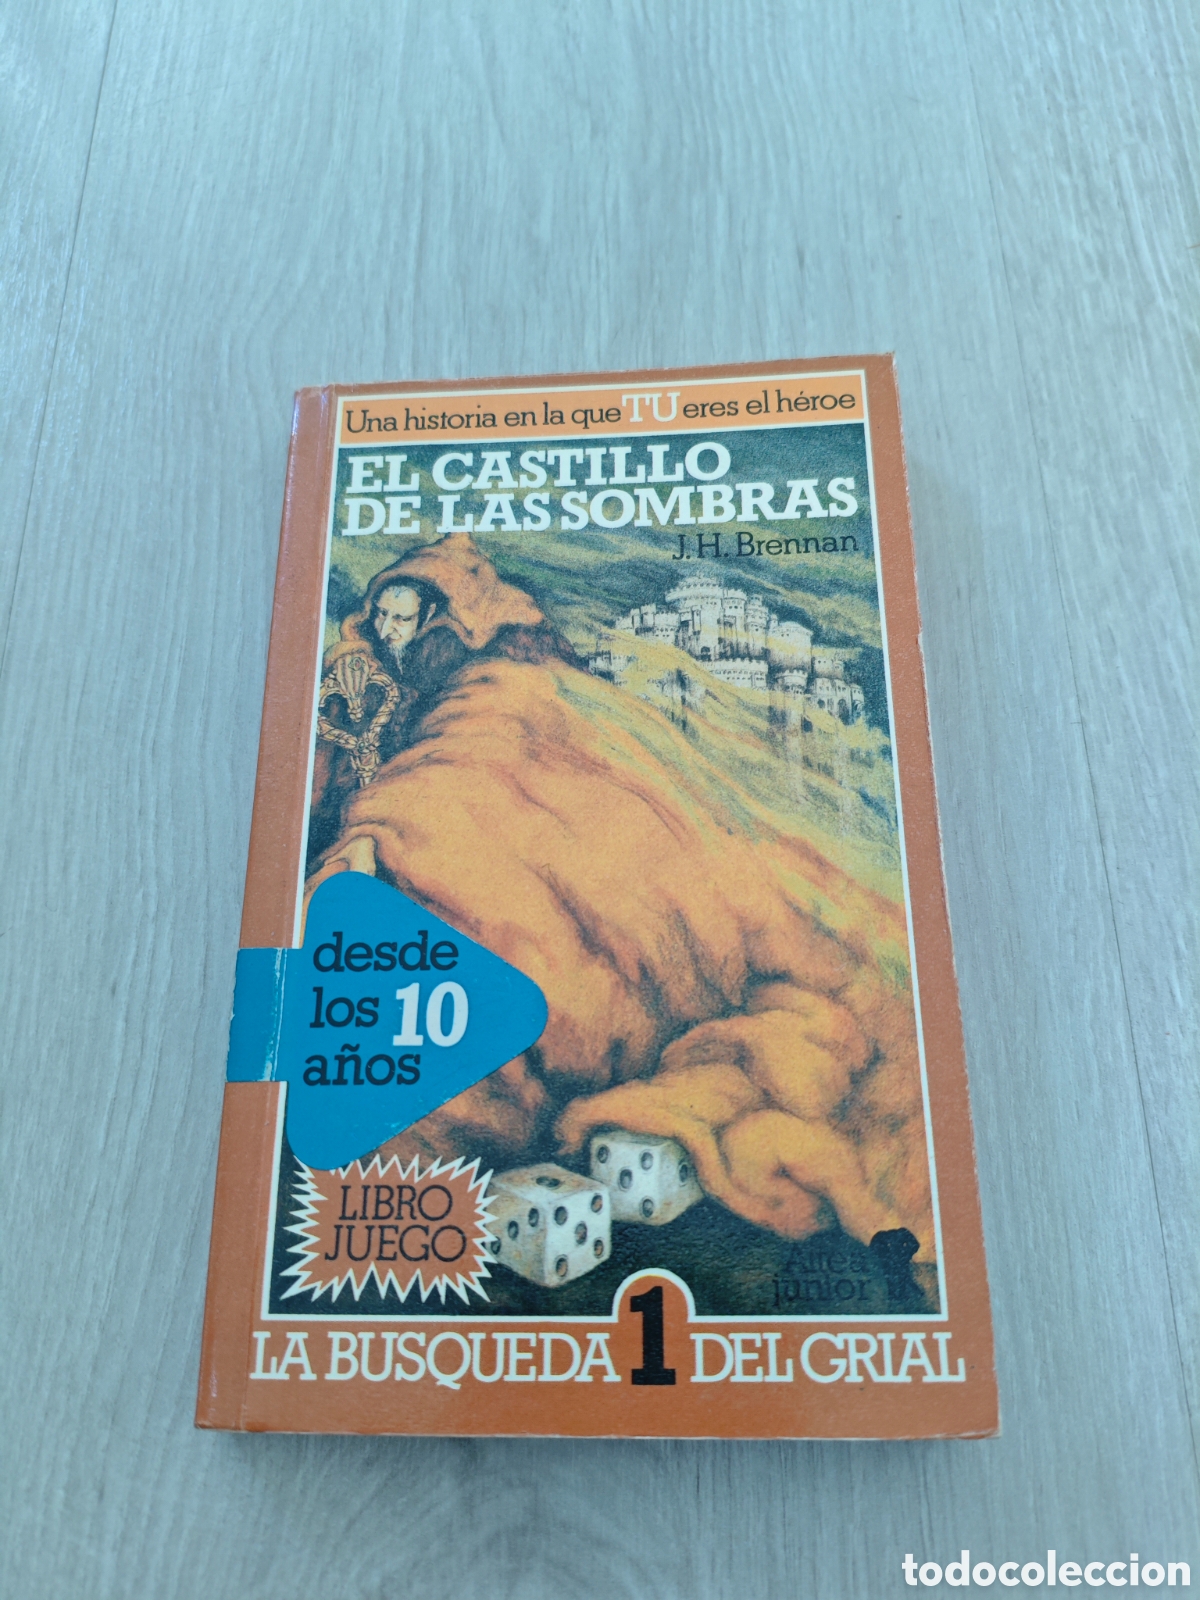 Una historia en la que TU eres el héroe
EL CASTILLO
DE LAS SOMBRAS
J. H. Brennan
desde
los 10
años
LIBRO
JUEGO
Altea
junior
LA BUSQUEDA 1 DEL GRIAL
todocoleccion